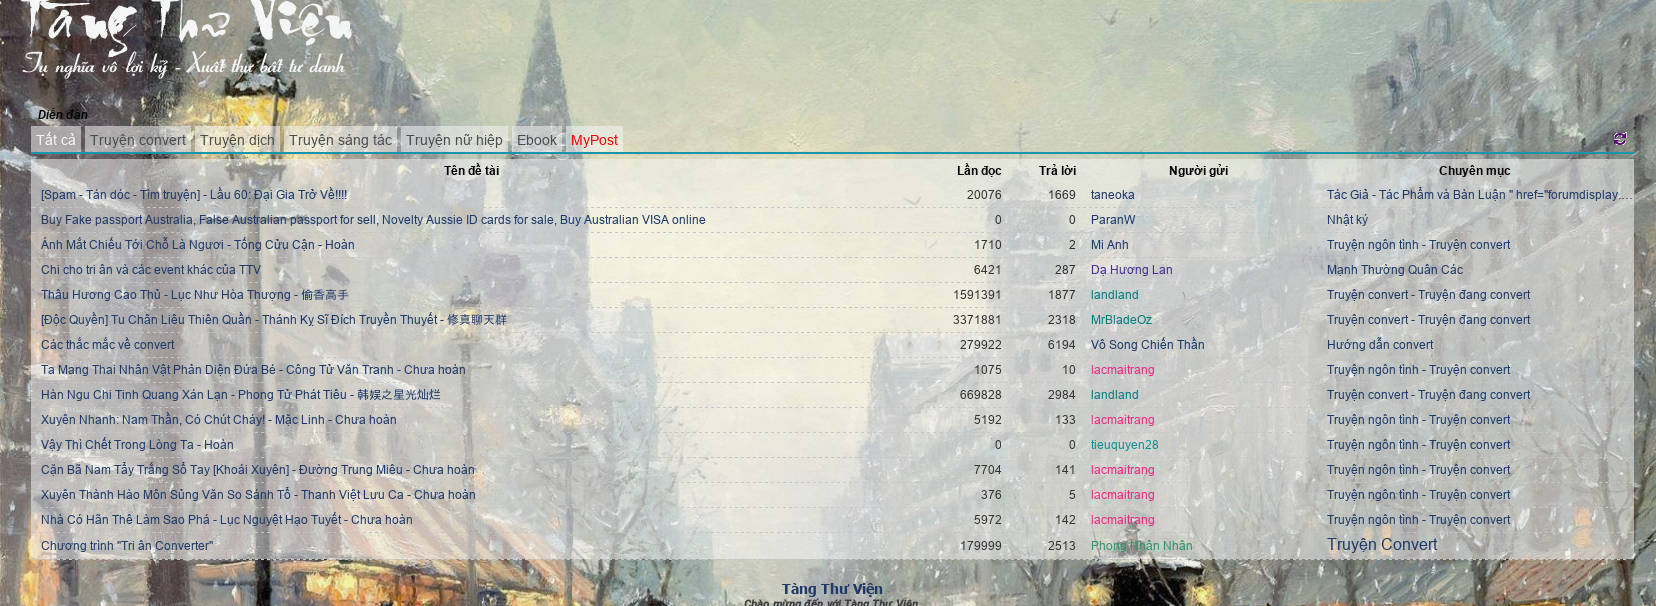 Tàng Thư Viện
Tụ nghĩa vô lợi kỷ - Xuất thư bất tư danh
Diễn đàn
Tất cả Truyện convert Truyện dịch Truyện sáng tác Truyện nữ hiệp Ebook MyPost
Tên đề tài Lần đọc Trả lời Người gửi Chuyên mục
[Spam - Tán dóc - Tìm truyện] - Lầu 60: Đại Gia Trở Về!!!! 20076 1669 taneoka Tác Giả - Tác Phẩm và Bàn Luận " href="forumdisplay....
Buy Fake passport Australia, False Australian passport for sell, Novelty Aussie ID cards for sale, Buy Australian VISA online 0 0 ParanW Nhật ký
Ánh Mắt Chiếu Tới Chỗ Là Ngươi - Tống Cửu Cận - Hoàn 1710 2 Mi Anh Truyện ngôn tình - Truyện convert
Chi cho tri ân và các event khác của TTV 6421 287 Dạ Hương Lan Mạnh Thường Quân Các
Thâu Hương Cao Thủ - Lục Như Hòa Thượng - 偷香高手 1591391 1877 landland Truyện convert - Truyện đang convert
[Độc Quyền] Tu Chân Liêu Thiên Quần - Thánh Kỵ Sĩ Đích Truyền Thuyết - 修真聊天群 3371881 2318 MrBladeOz Truyện convert - Truyện đang convert
Các thắc mắc về convert 279922 6194 Vô Song Chiến Thần Hướng dẫn convert
Ta Mang Thai Nhân Vật Phản Diện Đứa Bé - Công Tử Văn Tranh - Chưa hoàn 1075 10 lacmaitrang Truyện ngôn tình - Truyện convert
Hàn Ngu Chi Tinh Quang Xán Lạn - Phong Tử Phát Tiêu - 韩娱之星光灿烂 669828 2984 landland Truyện convert - Truyện đang convert
Xuyên Nhanh: Nam Thần, Có Chút Cháy! - Mặc Linh - Chưa hoàn 5192 133 lacmaitrang Truyện ngôn tình - Truyện convert
Vậy Thì Chết Trong Lòng Ta - Hoàn 0 0 tieuquyen28 Truyện ngôn tình - Truyện convert
Cặn Bã Nam Tẩy Trắng Sổ Tay [Khoái Xuyên] - Đường Trung Miêu - Chưa hoàn 7704 141 lacmaitrang Truyện ngôn tình - Truyện convert
Xuyên Thành Hào Môn Sủng Văn So Sánh Tổ - Thanh Việt Lưu Ca - Chưa hoàn 376 5 lacmaitrang Truyện ngôn tình - Truyện convert
Nhà Có Hãn Thê Làm Sao Phá - Lục Nguyệt Hạo Tuyết - Chưa hoàn 5972 142 lacmaitrang Truyện ngôn tình - Truyện convert
Chương trình "Tri ân Converter" 179999 2513 Phong Nhân Nhân Truyện Convert
Tàng Thư Viện
Chào mừng đến với Tàng Thư Viện